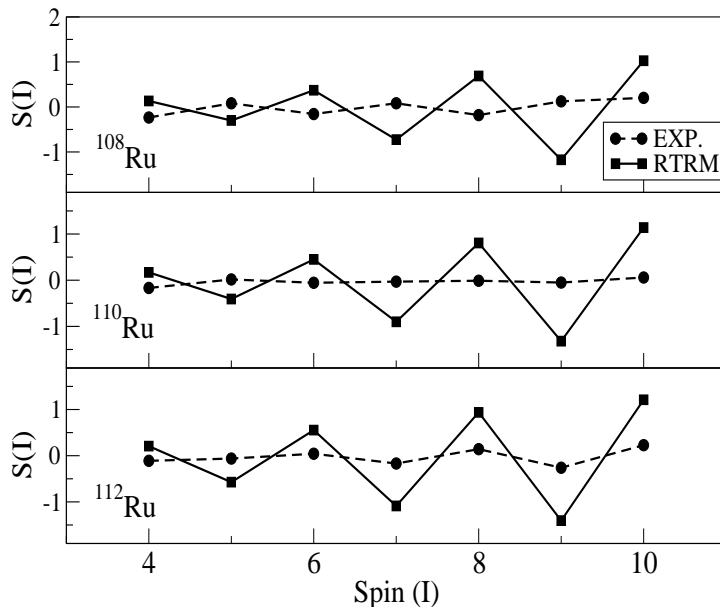 2
1
0
-1
S(I)
¹⁰⁸Ru
EXP.
RTRM
1
0
-1
S(I)
¹¹⁰Ru
1
0
-1
S(I)
¹¹²Ru
4 6 8 10
Spin (I)